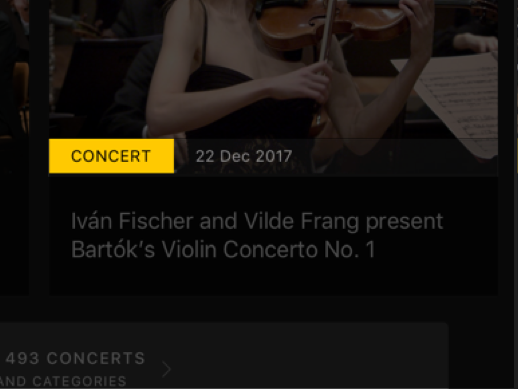 CONCERT
22 Dec 2017
Iván Fischer and Vilde Frang present
Bartók's Violin Concerto No. 1
493 CONCERTS
AND CATEGORIES